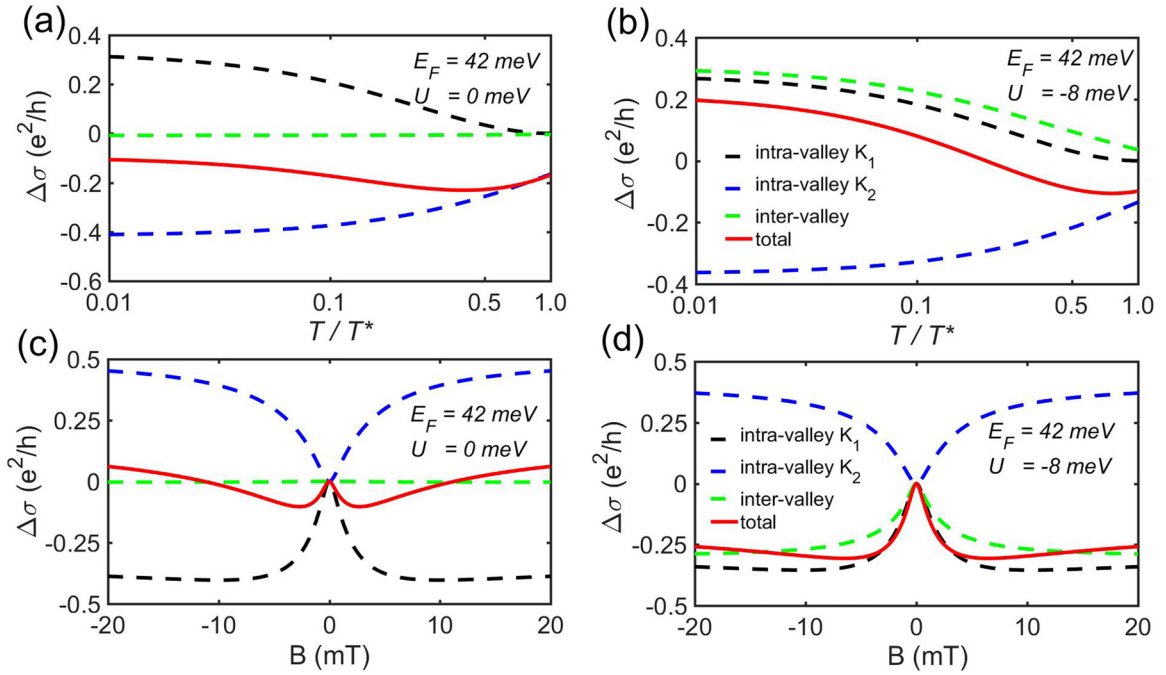 (a)
0.4
0.2
0
-0.2
-0.4
-0.6
Δσ (e²/h)
E_F = 42 meV
U = 0 meV
0.01
0.1
0.5
1.0
T / T*
(b)
0.4
0.2
0
-0.2
-0.4
Δσ (e²/h)
E_F = 42 meV
U = -8 meV
intra-valley K₁
intra-valley K₂
inter-valley
total
0.01
0.1
0.5
1.0
T / T*
(c)
0.5
0.25
0
-0.25
-0.5
Δσ (e²/h)
E_F = 42 meV
U = 0 meV
-20
-10
0
10
20
B (mT)
(d)
0.5
0.25
0
-0.25
-0.5
Δσ (e²/h)
intra-valley K₁
intra-valley K₂
inter-valley
total
E_F = 42 meV
U = -8 meV
-20
-10
0
10
20
B (mT)